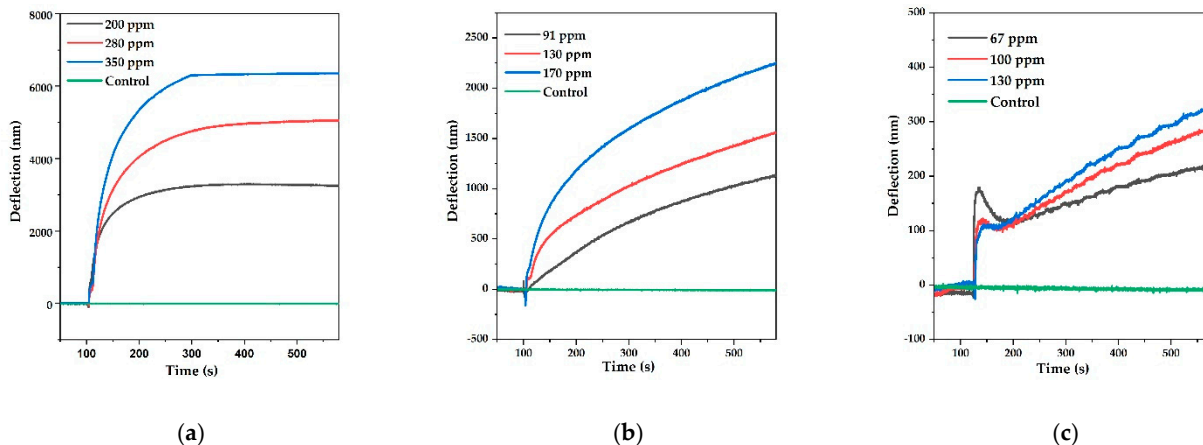 8000
6000
4000
2000
0
Deflection (nm)
200 ppm
280 ppm
350 ppm
Control
100
200
300
400
500
Time (s)
(a)
2500
2000
1500
1000
500
0
-500
Deflection (nm)
91 ppm
130 ppm
170 ppm
Control
100
200
300
400
500
Time (s)
(b)
500
400
300
200
100
0
-100
Deflection (nm)
67 ppm
100 ppm
130 ppm
Control
100
200
300
400
500
Time (s)
(c)